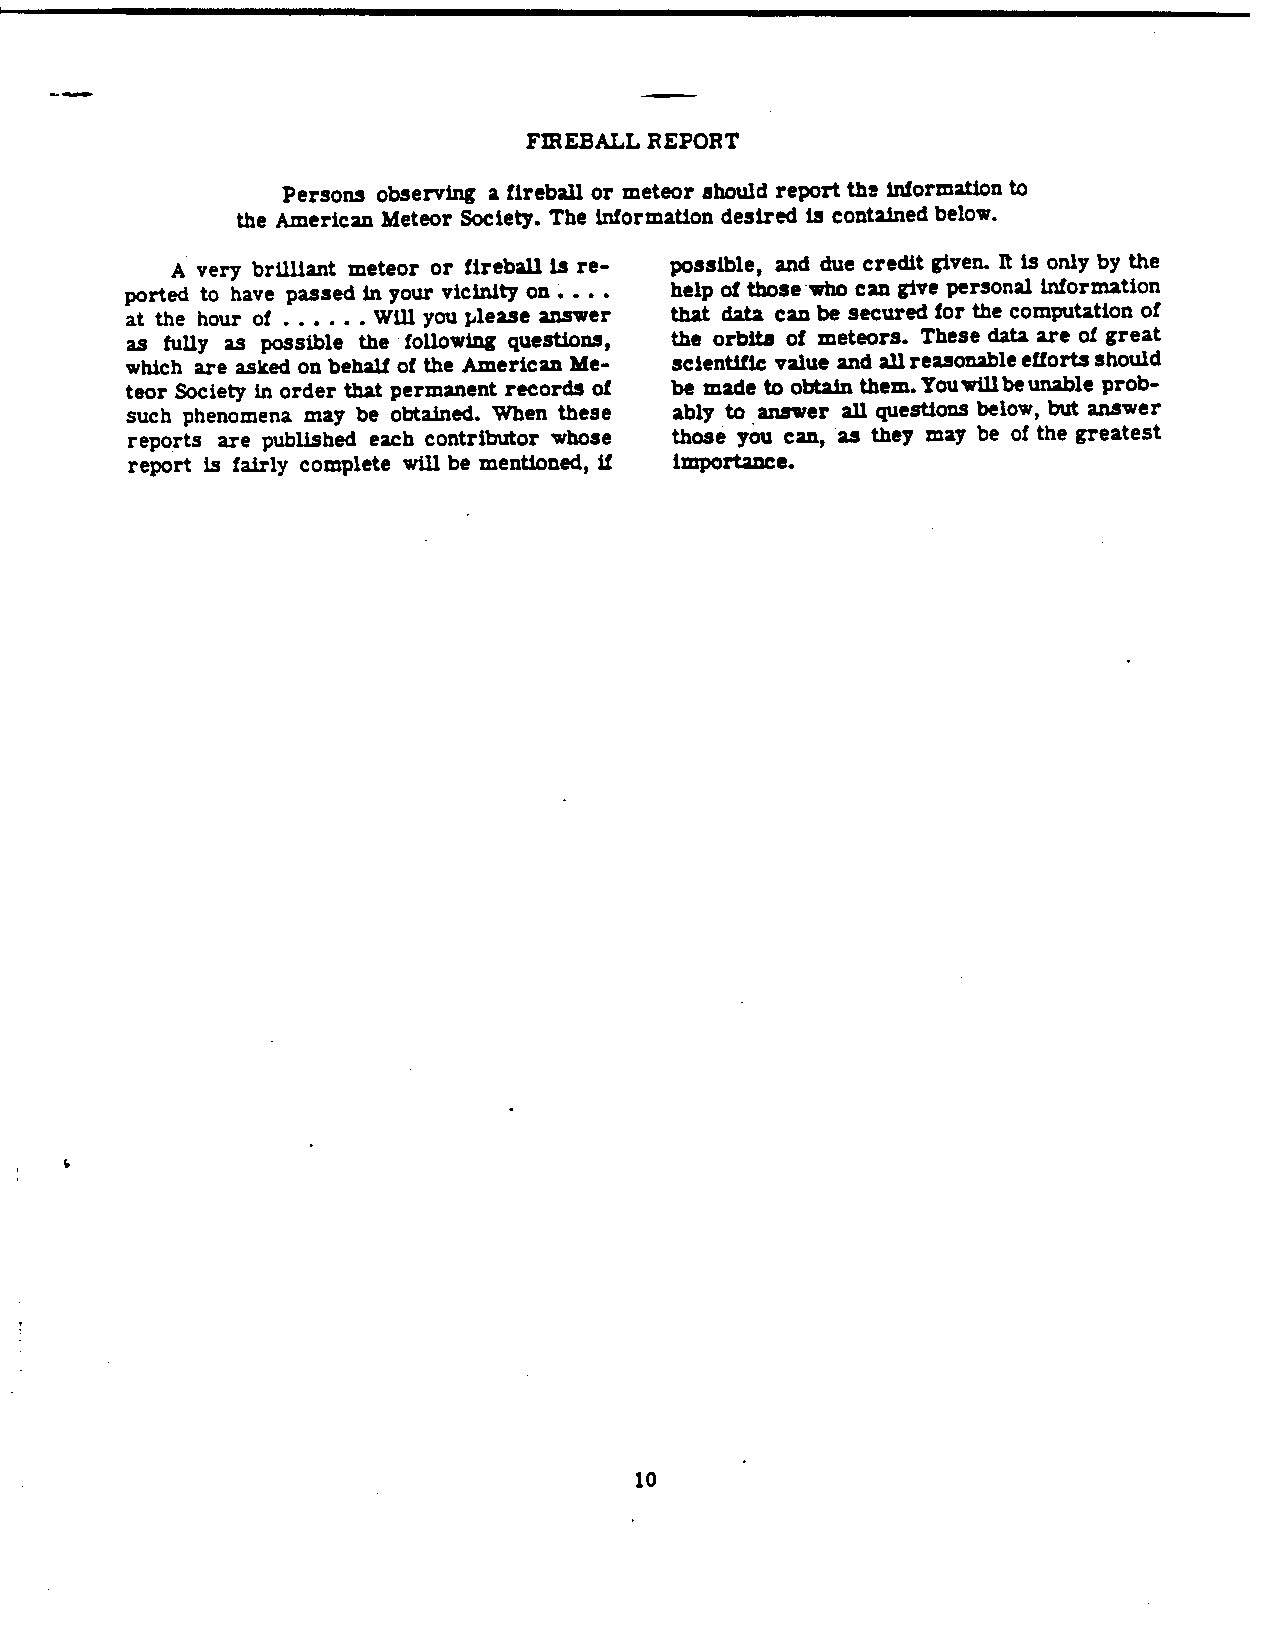 FIREBALL REPORT
Persons observing a fireball or meteor should report the information to
the American Meteor Society. The information desired is contained below.
A very brilliant meteor or fireball is re-
ported to have passed in your vicinity on . . . .
at the hour of . . . . . . Will you please answer
as fully as possible the following questions,
which are asked on behalf of the American Me-
teor Society in order that permanent records of
such phenomena may be obtained. When these
reports are published each contributor whose
report is fairly complete will be mentioned, if
possible, and due credit given. It is only by the
help of those who can give personal information
that data can be secured for the computation of
the orbits of meteors. These data are of great
scientific value and all reasonable efforts should
be made to obtain them. You will be unable prob-
ably to answer all questions below, but answer
those you can, as they may be of the greatest
importance.
10